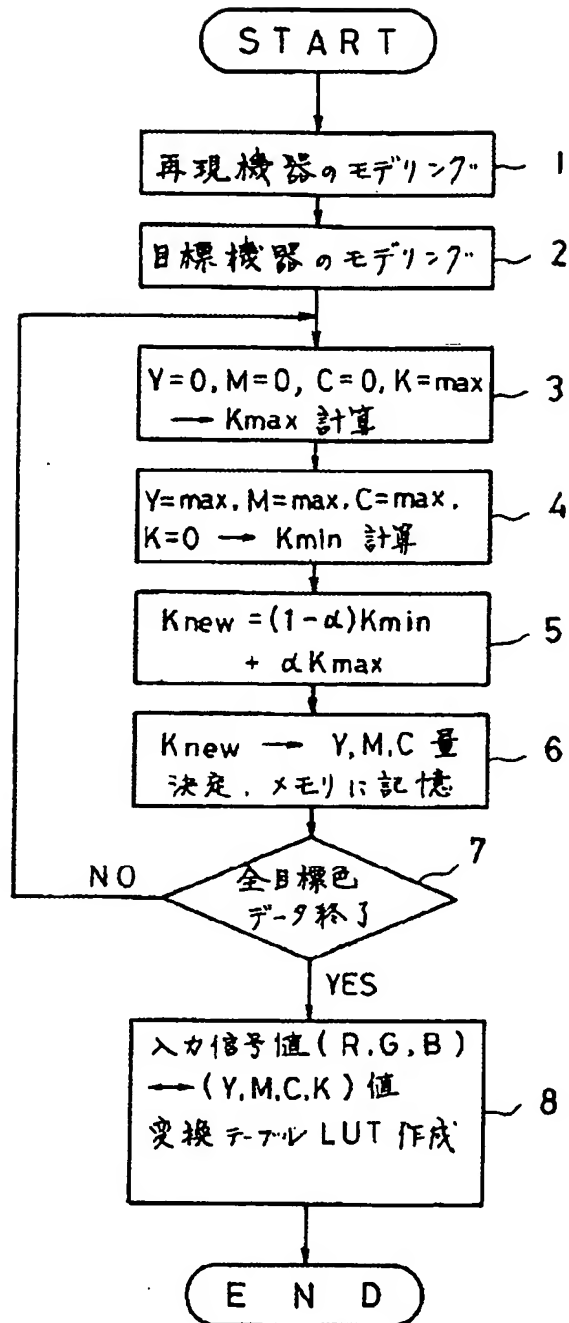 START
再現機器のモデリング
1
目標機器のモデリング
2
Y=0, M=0, C=0, K=max
→ Kmax 計算
3
Y=max, M=max, C=max,
K=0 → Kmin 計算
4
Knew = (1-α)Kmin
+ αKmax
5
Knew → Y,M,C 量
決定、メモリに記憶
6
全目標色
データ終了
7
NO
YES
入力信号値(R,G,B)
↔(Y,M,C,K)値
変換テーブルLUT作成
8
END